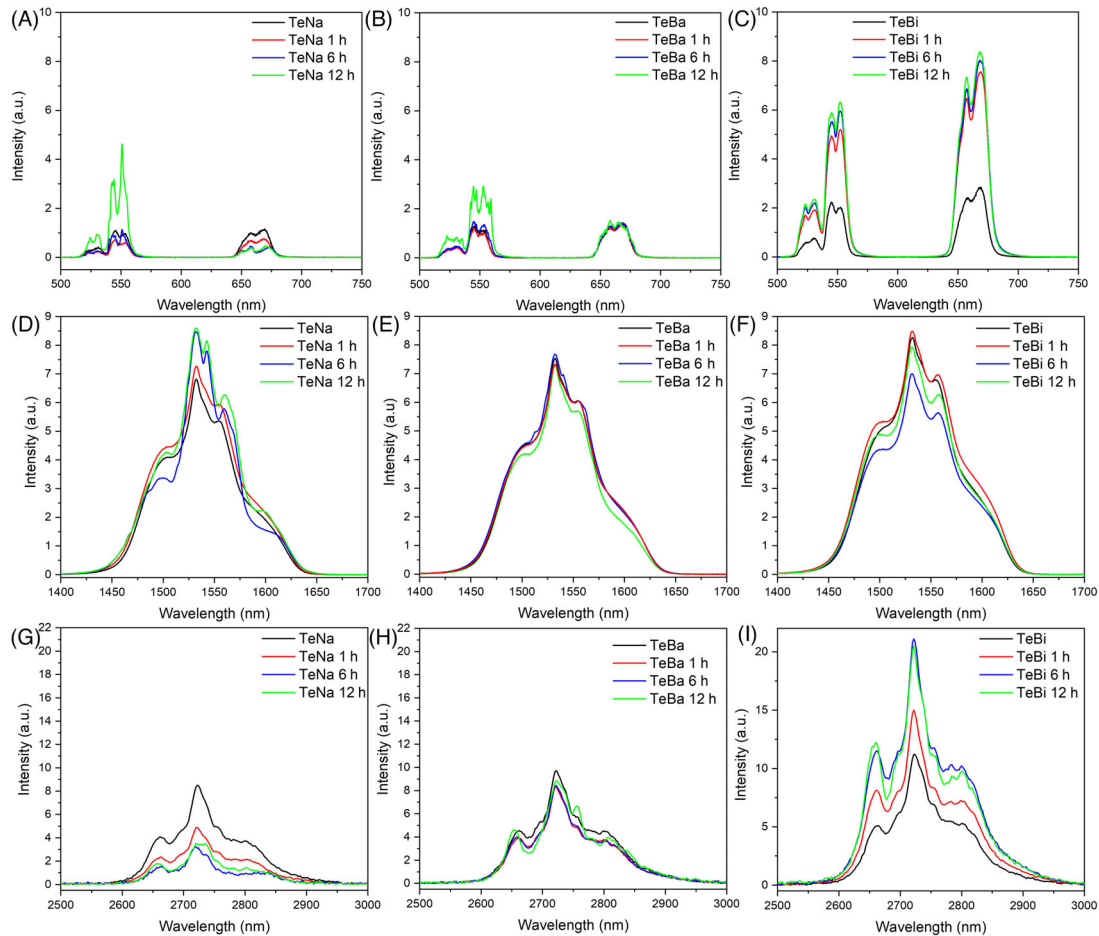 (A)
10
8
6
4
2
0
Intensity (a.u.)
TeNa
TeNa 1 h
TeNa 6 h
TeNa 12 h
500 550 600 650 700 750
Wavelength (nm)
(B)
10
8
6
4
2
0
Intensity (a.u.)
TeBa
TeBa 1 h
TeBa 6 h
TeBa 12 h
500 550 600 650 700 750
Wavelength (nm)
(C)
10
8
6
4
2
0
Intensity (a.u.)
TeBi
TeBi 1 h
TeBi 6 h
TeBi 12 h
500 550 600 650 700 750
Wavelength (nm)
(D)
9
8
7
6
5
4
3
2
1
0
Intensity (a.u.)
TeNa
TeNa 1 h
TeNa 6 h
TeNa 12 h
1400 1450 1500 1550 1600 1650 1700
Wavelength (nm)
(E)
9
8
7
6
5
4
3
2
1
0
Intensity (a.u)
TeBa
TeBa 1 h
TeBa 6 h
TeBa 12 h
1400 1450 1500 1550 1600 1650 1700
Wavelength (nm)
(F)
9
8
7
6
5
4
3
2
1
0
Intensity (a.u.)
TeBi
TeBi 1 h
TeBi 6 h
TeBi 12 h
1400 1450 1500 1550 1600 1650 1700
Wavelength (nm)
(G)
22
20
18
16
14
12
10
8
6
4
2
0
Intensity (a.u.)
TeNa
TeNa 1 h
TeNa 6 h
TeNa 12 h
2500 2600 2700 2800 2900 3000
Wavelength (nm)
(H)
22
20
18
16
14
12
10
8
6
4
2
0
Intensity (a.u.)
TeBa
TeBa 1 h
TeBa 6 h
TeBa 12 h
2500 2600 2700 2800 2900 3000
Wavelength (nm)
(I)
20
15
10
5
0
Intensity (a.u.)
TeBi
TeBi 1 h
TeBi 6 h
TeBi 12 h
2500 2600 2700 2800 2900 3000
Wavelength (nm)